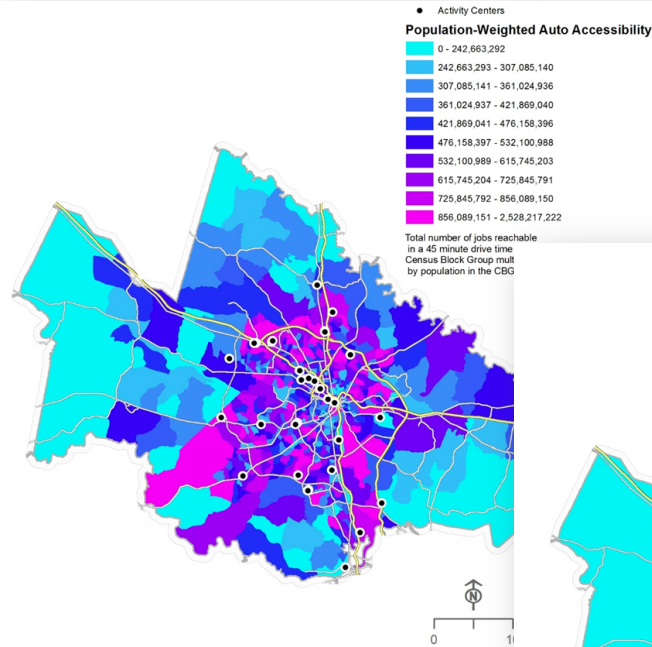 Activity Centers
Population-Weighted Auto Accessibility
0 - 242,663,292
242,663,293 - 307,085,140
307,085,141 - 361,024,936
361,024,937 - 421,869,040
421,869,041 - 476,158,396
476,158,397 - 532,100,988
532,100,989 - 615,745,203
615,745,204 - 725,845,791
725,845,792 - 856,089,150
856,089,151 - 2,528,217,222
Total number of jobs reachable
in a 45 minute drive time
Census Block Group mult
by population in the CBG
N
0